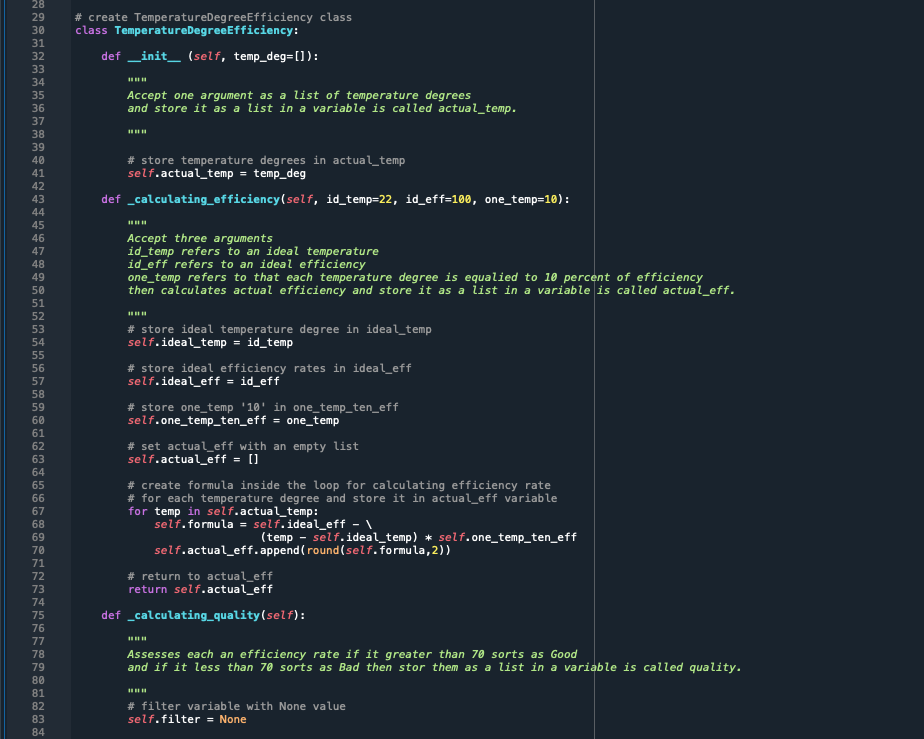 28
29 # create TemperatureDegreeEfficiency class
30 class TemperatureDegreeEfficiency:
31
32     def __init__ (self, temp_deg=[]):
33
34         """
35         Accept one argument as a list of temperature degrees
36         and store it as a list in a variable is called actual_temp.
37
38         """
39
40         # store temperature degrees in actual_temp
41         self.actual_temp = temp_deg
42
43     def _calculating_efficiency(self, id_temp=22, id_eff=100, one_temp=10):
44
45         """
46         Accept three arguments
47         id_temp refers to an ideal temperature
48         id_eff refers to an ideal efficiency
49         one_temp refers to that each temperature degree is equalied to 10 percent of efficiency
50         then calculates actual efficiency and store it as a list in a variable is called actual_eff.
51
52         """
53         # store ideal temperature degree in ideal_temp
54         self.ideal_temp = id_temp
55
56         # store ideal efficiency rates in ideal_eff
57         self.ideal_eff = id_eff
58
59         # store one_temp '10' in one_temp_ten_eff
60         self.one_temp_ten_eff = one_temp
61
62         # set actual_eff with an empty list
63         self.actual_eff = []
64
65         # create formula inside the loop for calculating efficiency rate
66         # for each temperature degree and store it in actual_eff variable
67         for temp in self.actual_temp:
68             self.formula = self.ideal_eff - \
69                             (temp - self.ideal_temp) * self.one_temp_ten_eff
70             self.actual_eff.append(round(self.formula,2))
71
72         # return to actual_eff
73         return self.actual_eff
74
75     def _calculating_quality(self):
76
77         """
78         Assesses each an efficiency rate if it greater than 70 sorts as Good
79         and if it less than 70 sorts as Bad then stor them as a list in a variable is called quality.
80
81         """
82         # filter variable with None value
83         self.filter = None
84